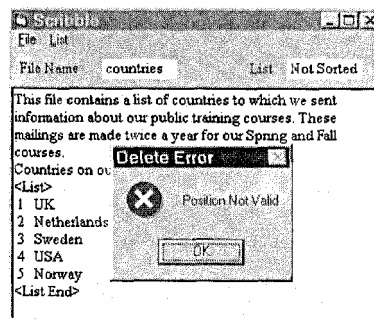 Scribble
File List
File Name countries List Not Sorted
This file contains a list of countries to which we sent
information about our public training courses. These
mailings are made twice a year for our Spring and Fall
courses.
Countries on ou
<List>
1 UK
2 Netherlands
3 Sweden
4 USA
5 Norway
<List End>
Delete Error
Position Not Valid
OK